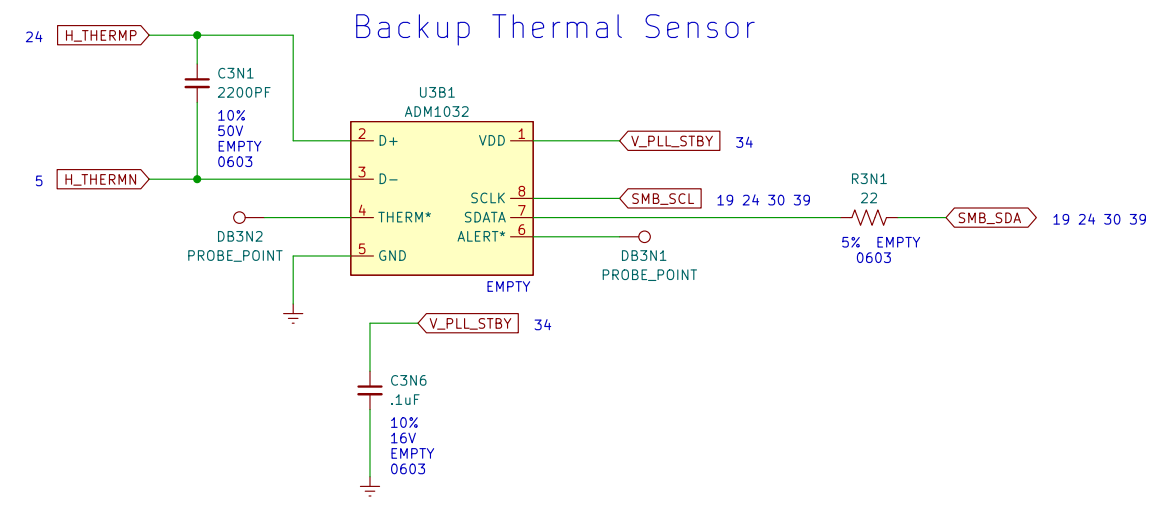 Backup Thermal Sensor
24 H_THERMP
C3N1
2200PF
10%
50V
EMPTY
0603
5 H_THERMN
U3B1
ADM1032
2 D+
3 D-
4 THERM*
5 GND
VDD 1
SCLK 8
SDATA 7
ALERT* 6
EMPTY
V_PLL_STBY 34
SMB_SCL 19 24 30 39
R3N1
22
5% EMPTY
0603
SMB_SDA 19 24 30 39
DB3N2
PROBE_POINT
DB3N1
PROBE_POINT
V_PLL_STBY 34
C3N6
.1uF
10%
16V
EMPTY
0603